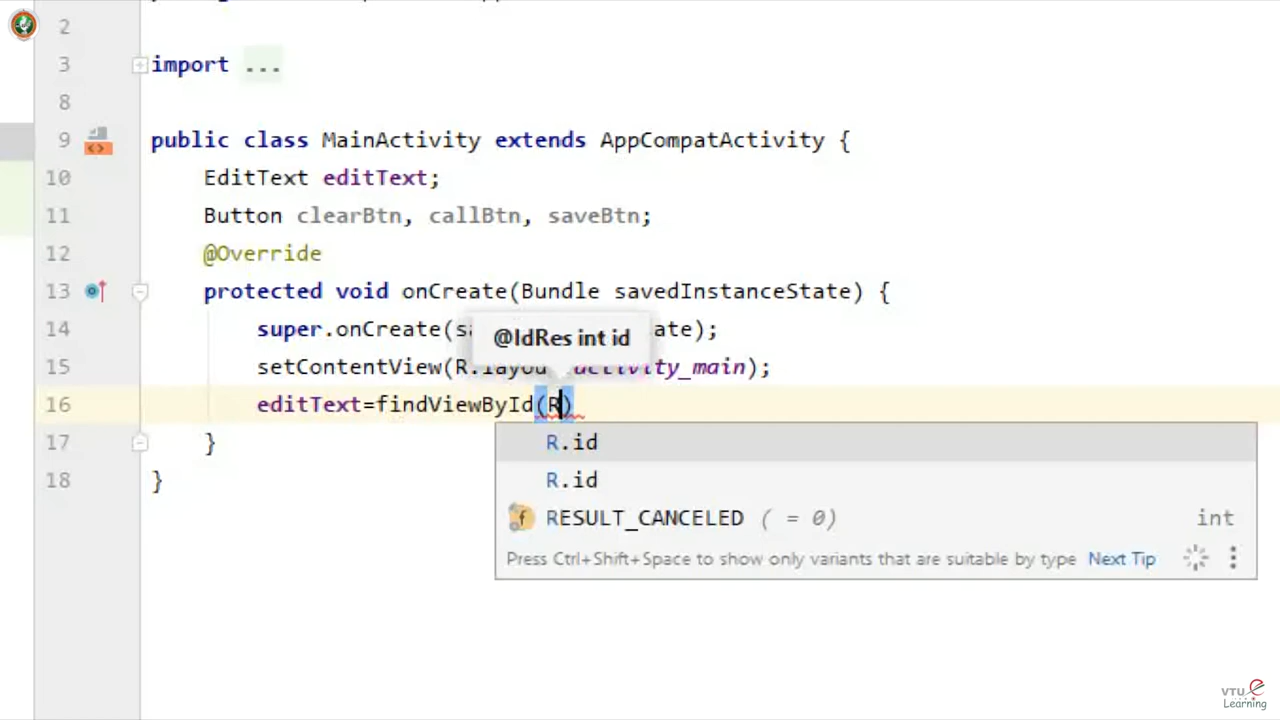 2
3 import ...
8
9 public class MainActivity extends AppCompatActivity {
10 EditText editText;
11 Button clearBtn, callBtn, saveBtn;
12 @Override
13 protected void onCreate(Bundle savedInstanceState) {
@IdRes int id
14 super.onCreate(sa ate);
15 setContentView(R.layou activity_main);
16 editText=findViewById(R)
17 }
R.id
18 }
R.id
RESULT_CANCELED ( = 0) int
Press Ctrl+Shift+Space to show only variants that are suitable by type Next Tip
VTU e
Learning